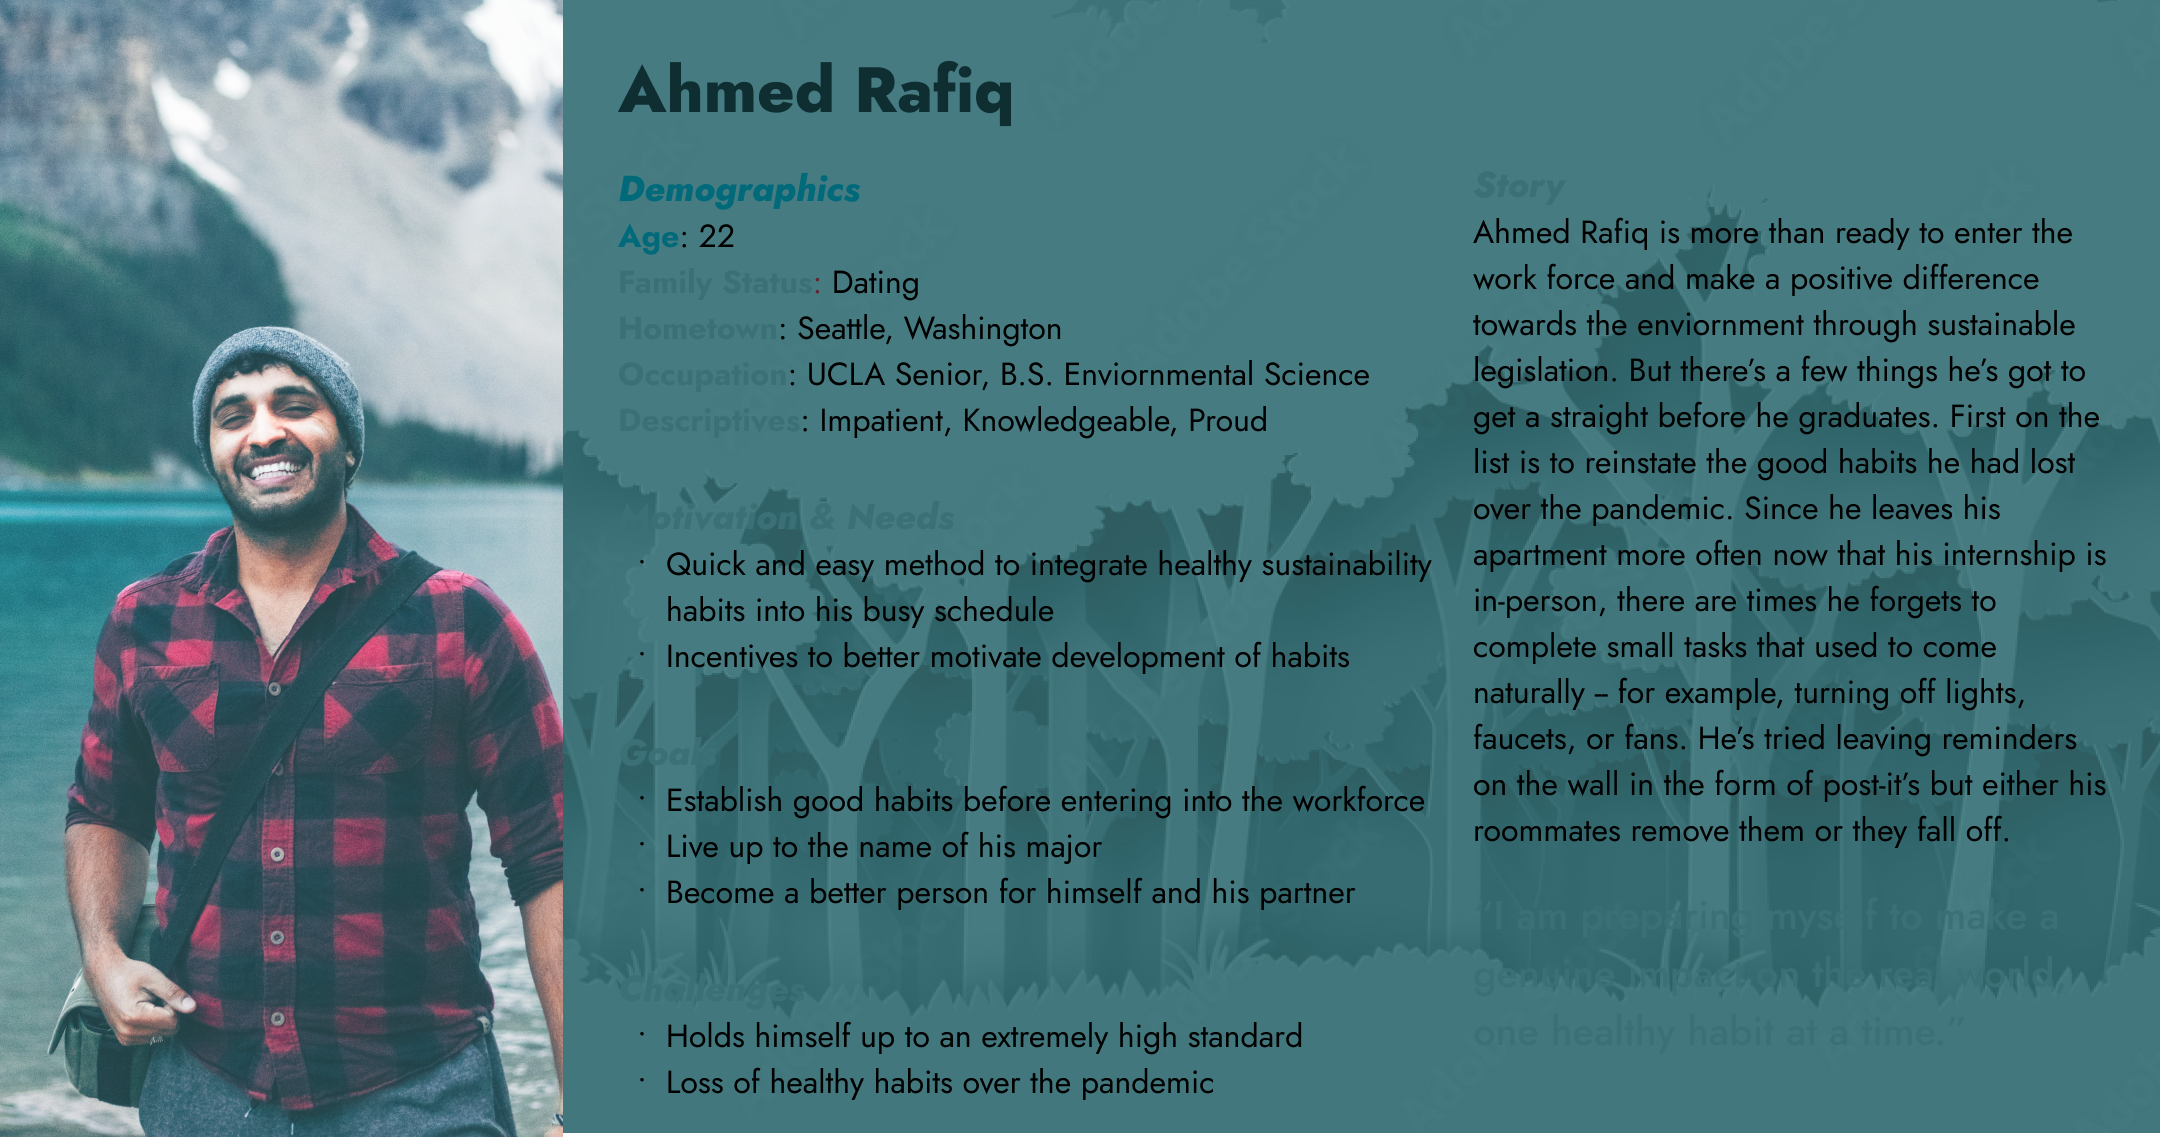 Ahmed Rafiq
Demographics
Age: 22
Family Status: Dating
Hometown: Seattle, Washington
Occupation: UCLA Senior, B.S. Enviornmental Science
Descriptives: Impatient, Knowledgeable, Proud
Motivation & Needs
· Quick and easy method to integrate healthy sustainability
habits into his busy schedule
· Incentives to better motivate development of habits
Goals
· Establish good habits before entering into the workforce
· Live up to the name of his major
· Become a better person for himself and his partner
Challenges
· Holds himself up to an extremely high standard
· Loss of healthy habits over the pandemic
Story
Ahmed Rafiq is more than ready to enter the
work force and make a positive difference
towards the enviornment through sustainable
legislation. But there's a few things he's got to
get a straight before he graduates. First on the
list is to reinstate the good habits he had lost
over the pandemic. Since he leaves his
apartment more often now that his internship is
in-person, there are times he forgets to
complete small tasks that used to come
naturally – for example, turning off lights,
faucets, or fans. He's tried leaving reminders
on the wall in the form of post-it's but either his
roommates remove them or they fall off.
“I am preparing myself to make a
genuine impact on the real world,
one healthy habit at a time.”
Adobe Stock